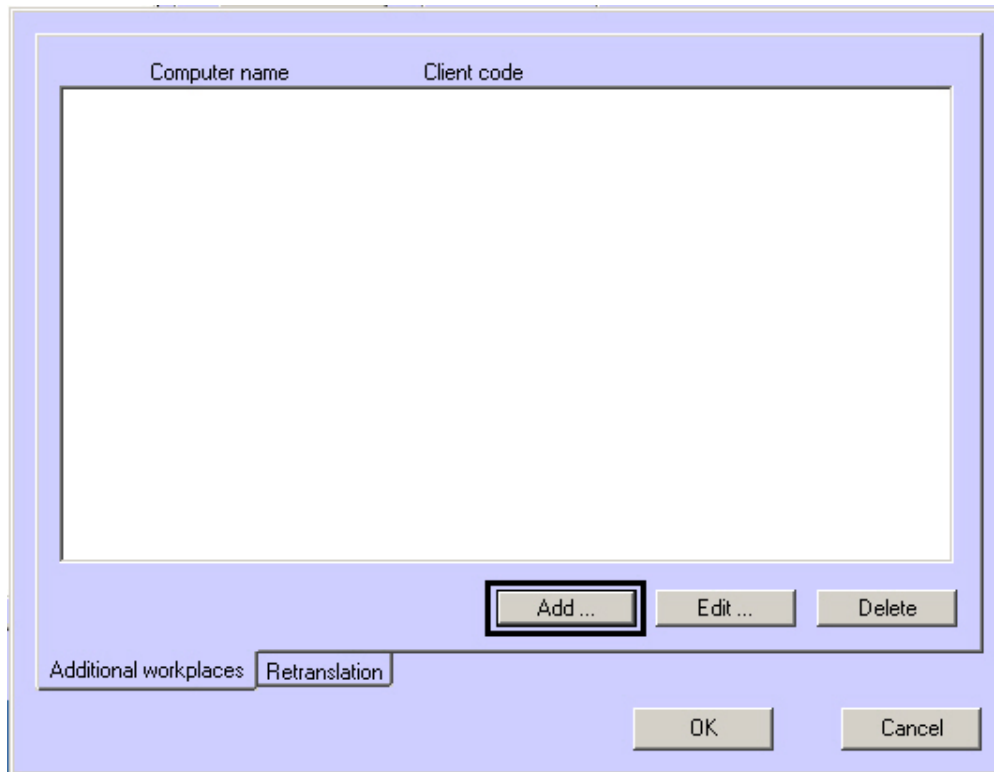 Computer name Client code
Add ... Edit ... Delete
Additional workplaces Retranslation
OK Cancel